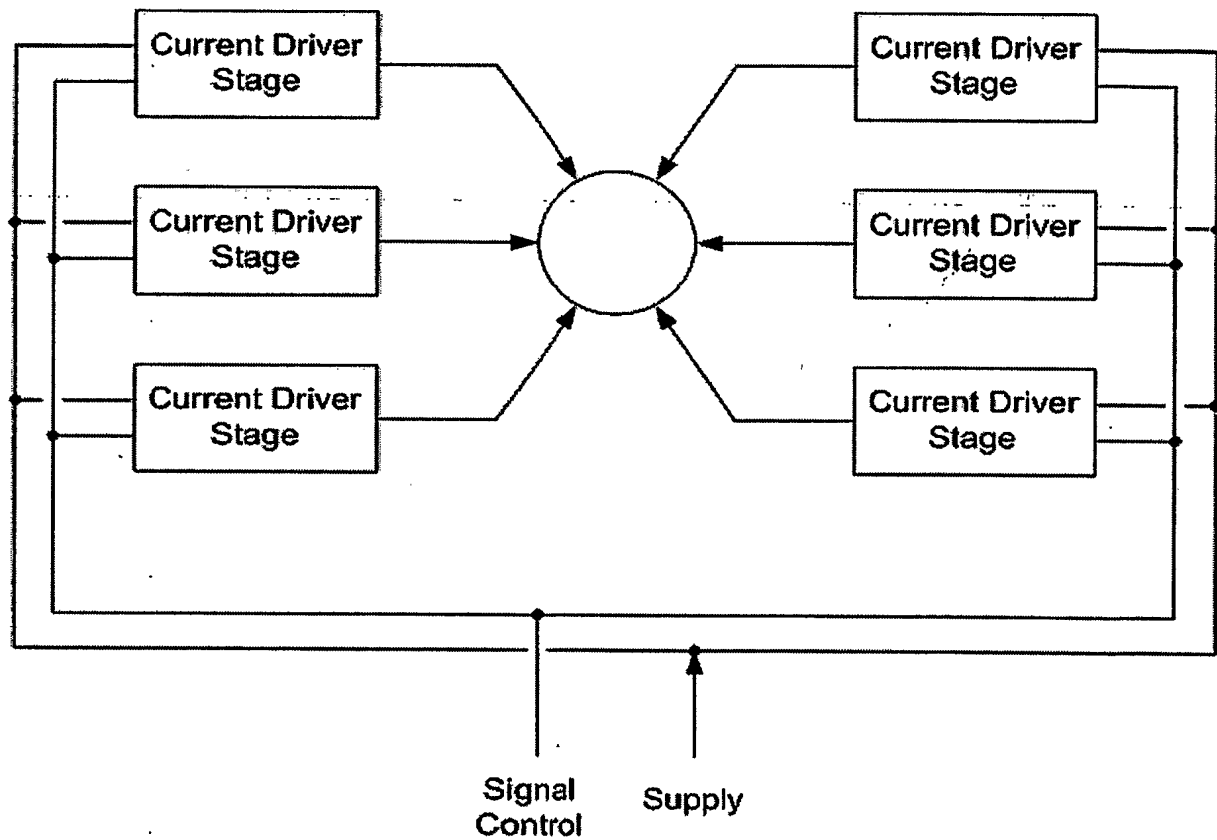 Current Driver
Stage
Current Driver
Stage
Current Driver
Stage
Current Driver
Stage
Current Driver
Stage
Current Driver
Stage
Signal
Control
Supply